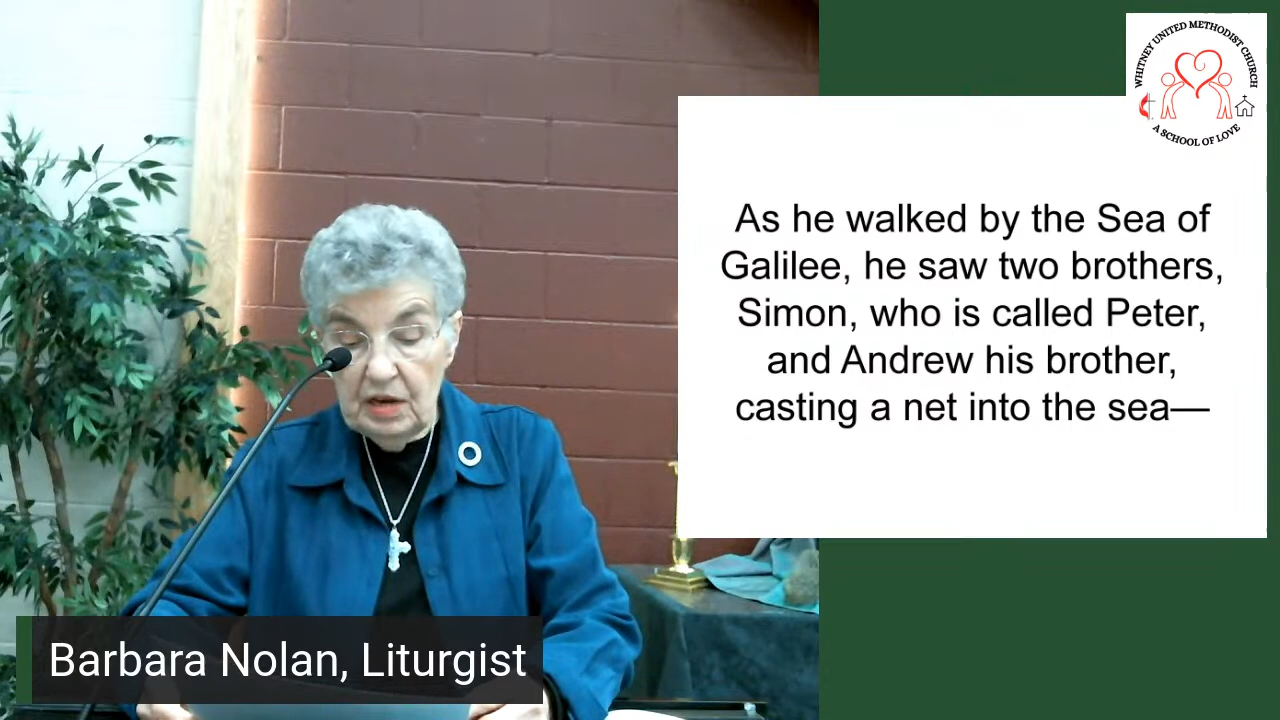 WHITNEY UNITED METHODIST CHURCH
A SCHOOL OF LOVE
As he walked by the Sea of
Galilee, he saw two brothers,
Simon, who is called Peter,
and Andrew his brother,
casting a net into the sea—
Barbara Nolan, Liturgist